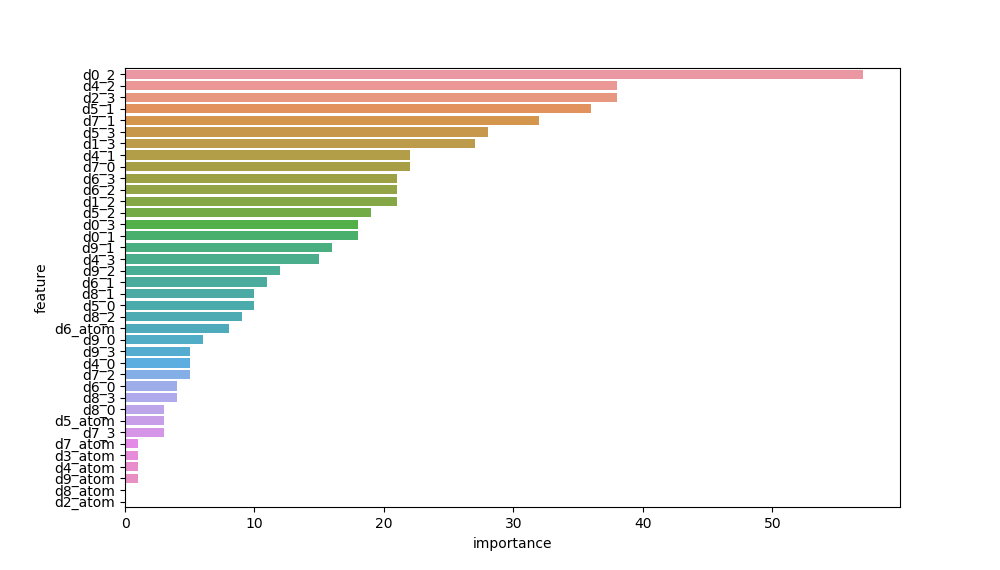 d0_2
d4_2
d2_3
d5_1
d7_1
d5_3
d1_3
d4_1
d7_0
d6_3
d6_2
d1_2
d5_2
d0_3
d0_1
d9_1
d4_3
d9_2
d6_1
d8_1
d5_0
d8_2
d6_atom
d9_0
d9_3
d4_0
d7_2
d6_0
d8_3
d8_0
d5_atom
d7_3
d7_atom
d3_atom
d4_atom
d9_atom
d8_atom
d2_atom
feature
0 10 20 30 40 50
importance